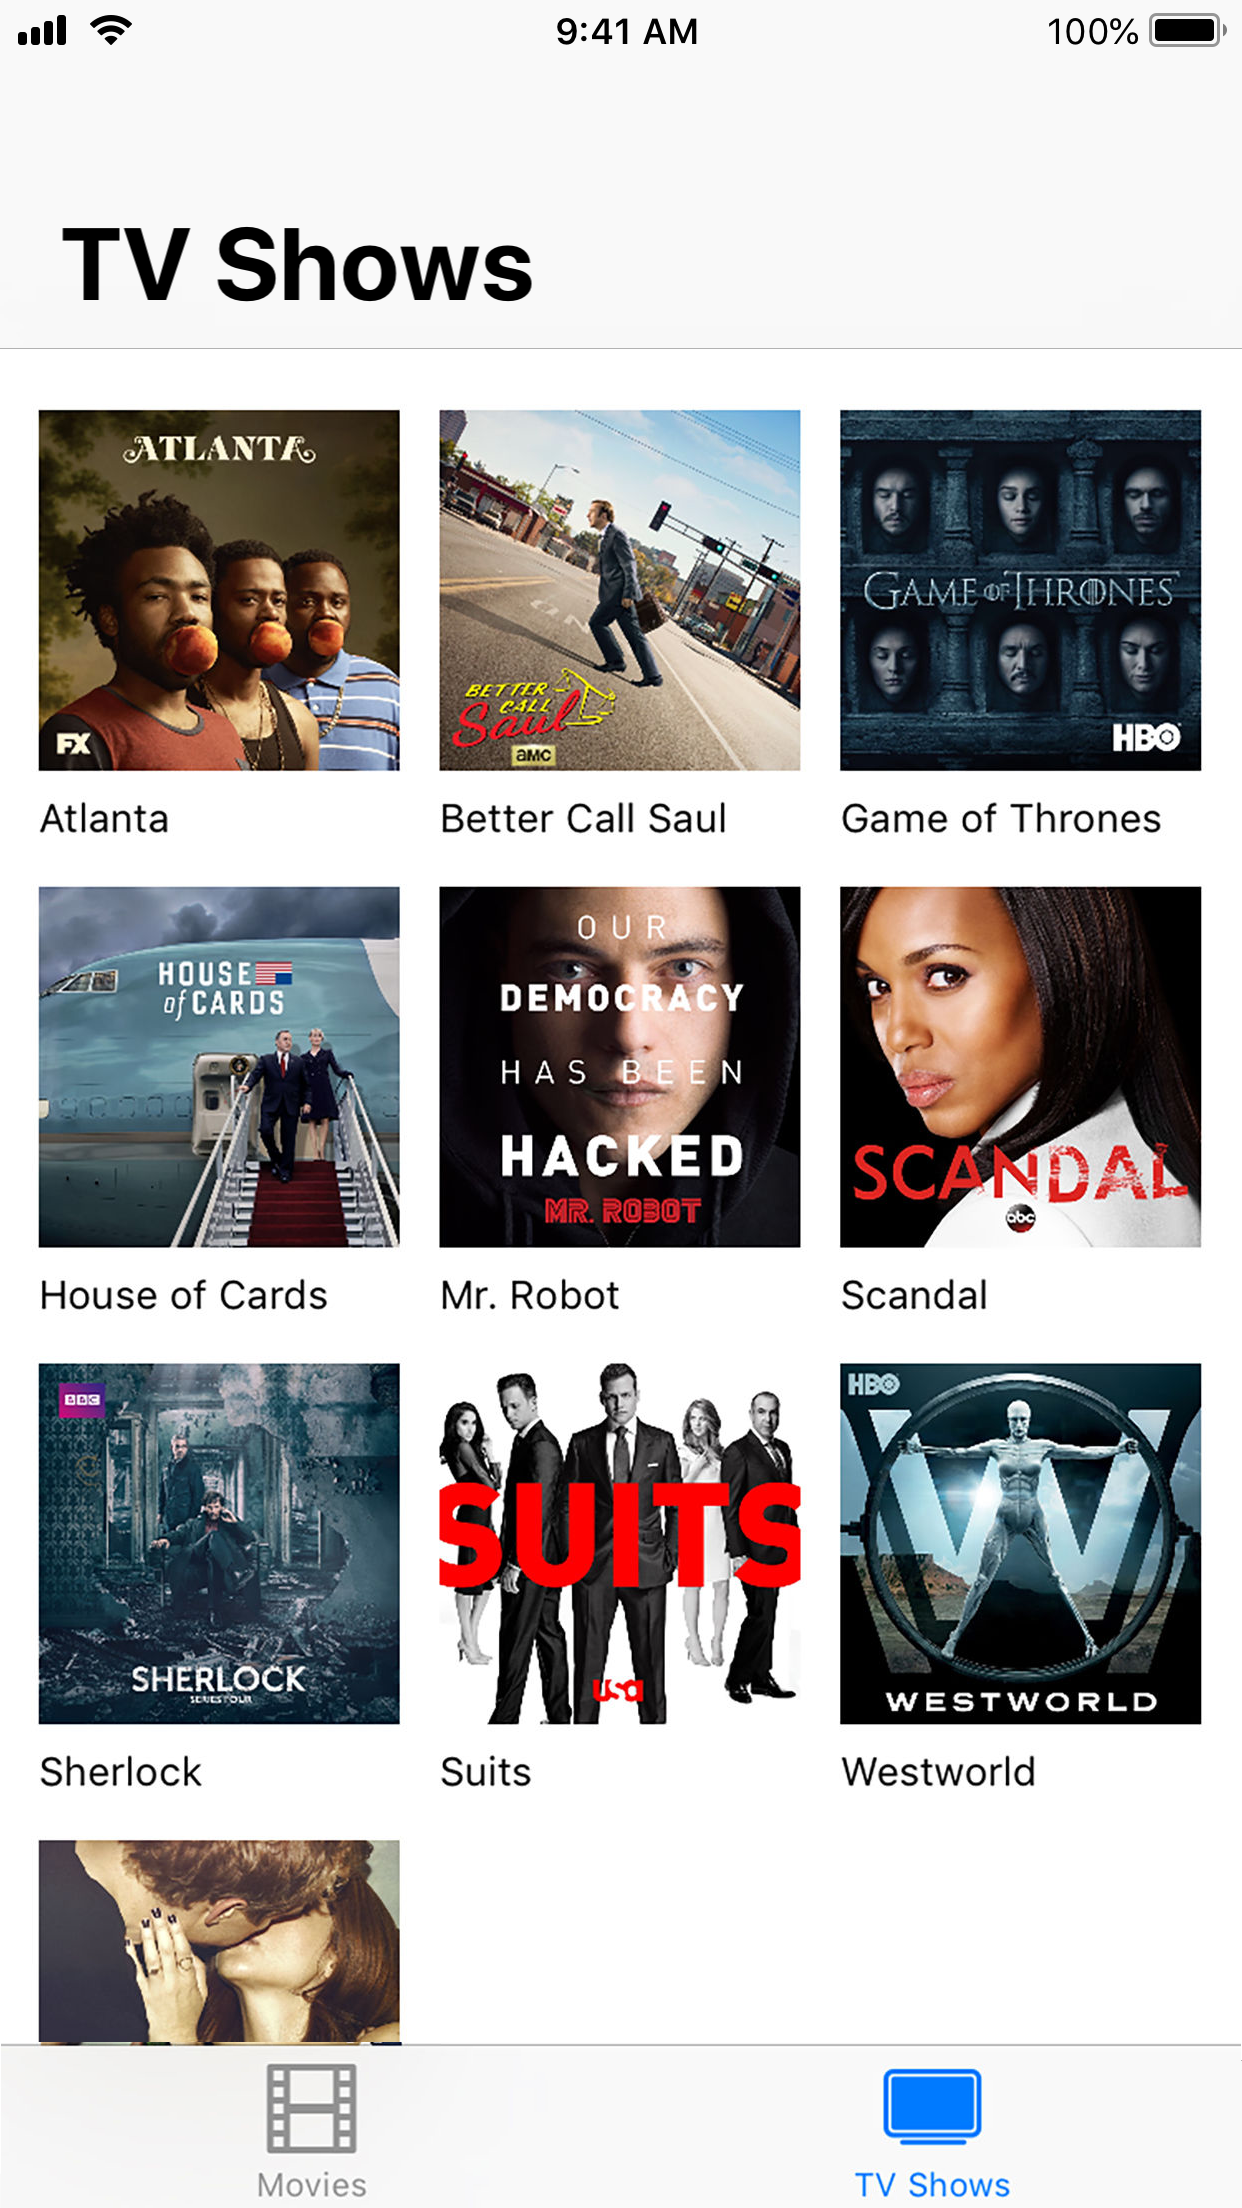 9:41 AM
100%
TV Shows
ATLANTA
FX
BETTER
CALL
Saul
amc
GAME OF THRONES
HBO
Atlanta
Better Call Saul
Game of Thrones
HOUSE
of CARDS
OUR
DEMOCRACY
HAS BEEN
HACKED
MR. ROBOT
SCANDAL
abc
House of Cards
Mr. Robot
Scandal
BBC
SHERLOCK
SERIES FOUR
SUITS
usa
HBO
W
WESTWORLD
Sherlock
Suits
Westworld
Movies
TV Shows